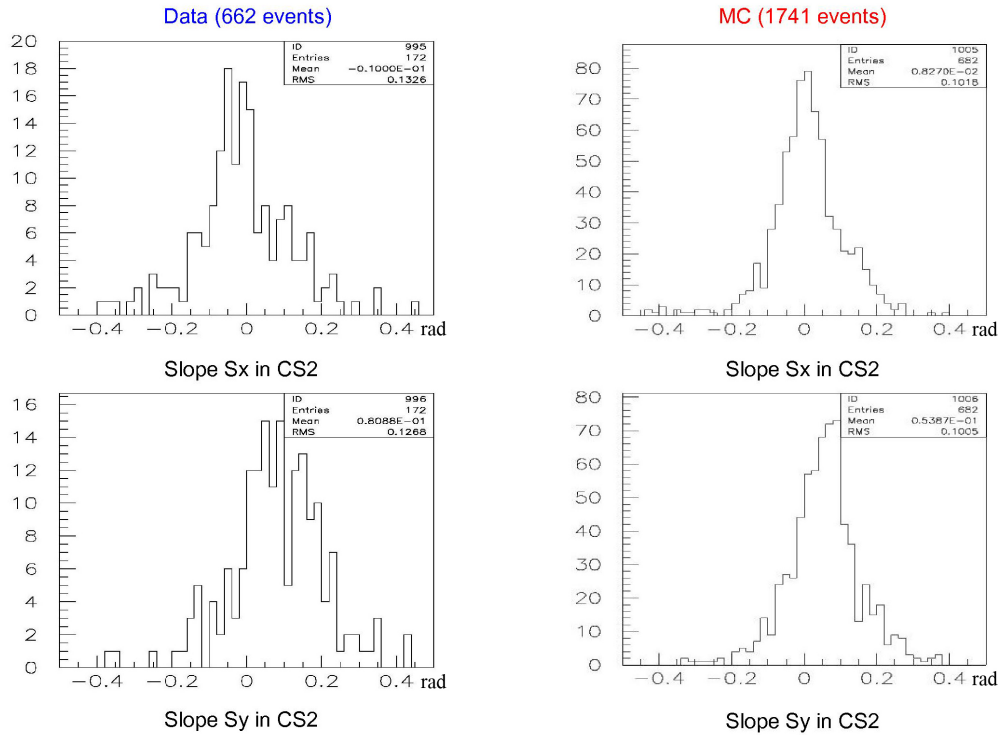 Data (662 events)
MC (1741 events)
ID 995
Entries 172
Mean -0.1000E-01
RMS 0.1326
20
18
16
14
12
10
8
6
4
2
0
-0.4 -0.2 0 0.2 0.4 rad
Slope Sx in CS2
ID 1005
Entries 682
Mean 0.8270E-02
RMS 0.1018
80
70
60
50
40
30
20
10
0
-0.4 -0.2 0 0.2 0.4 rad
Slope Sx in CS2
ID 996
Entries 172
Mean 0.8088E-01
RMS 0.1268
16
14
12
10
8
6
4
2
0
-0.4 -0.2 0 0.2 0.4 rad
Slope Sy in CS2
ID 1006
Entries 682
Mean 0.5387E-01
RMS 0.1005
80
70
60
50
40
30
20
10
0
-0.4 -0.2 0 0.2 0.4 rad
Slope Sy in CS2